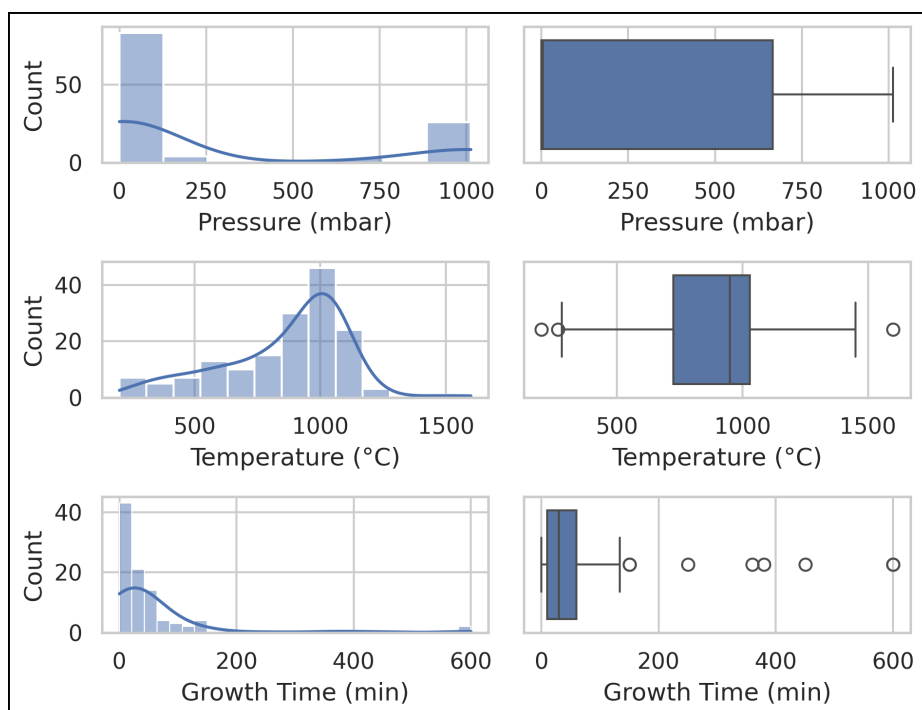 Count
50
0
0 250 500 750 1000
Pressure (mbar)
0 250 500 750 1000
Pressure (mbar)
Count
40
20
0
500 1000 1500
Temperature (°C)
500 1000 1500
Temperature (°C)
Count
40
20
0
0 200 400 600
Growth Time (min)
0 200 400 600
Growth Time (min)